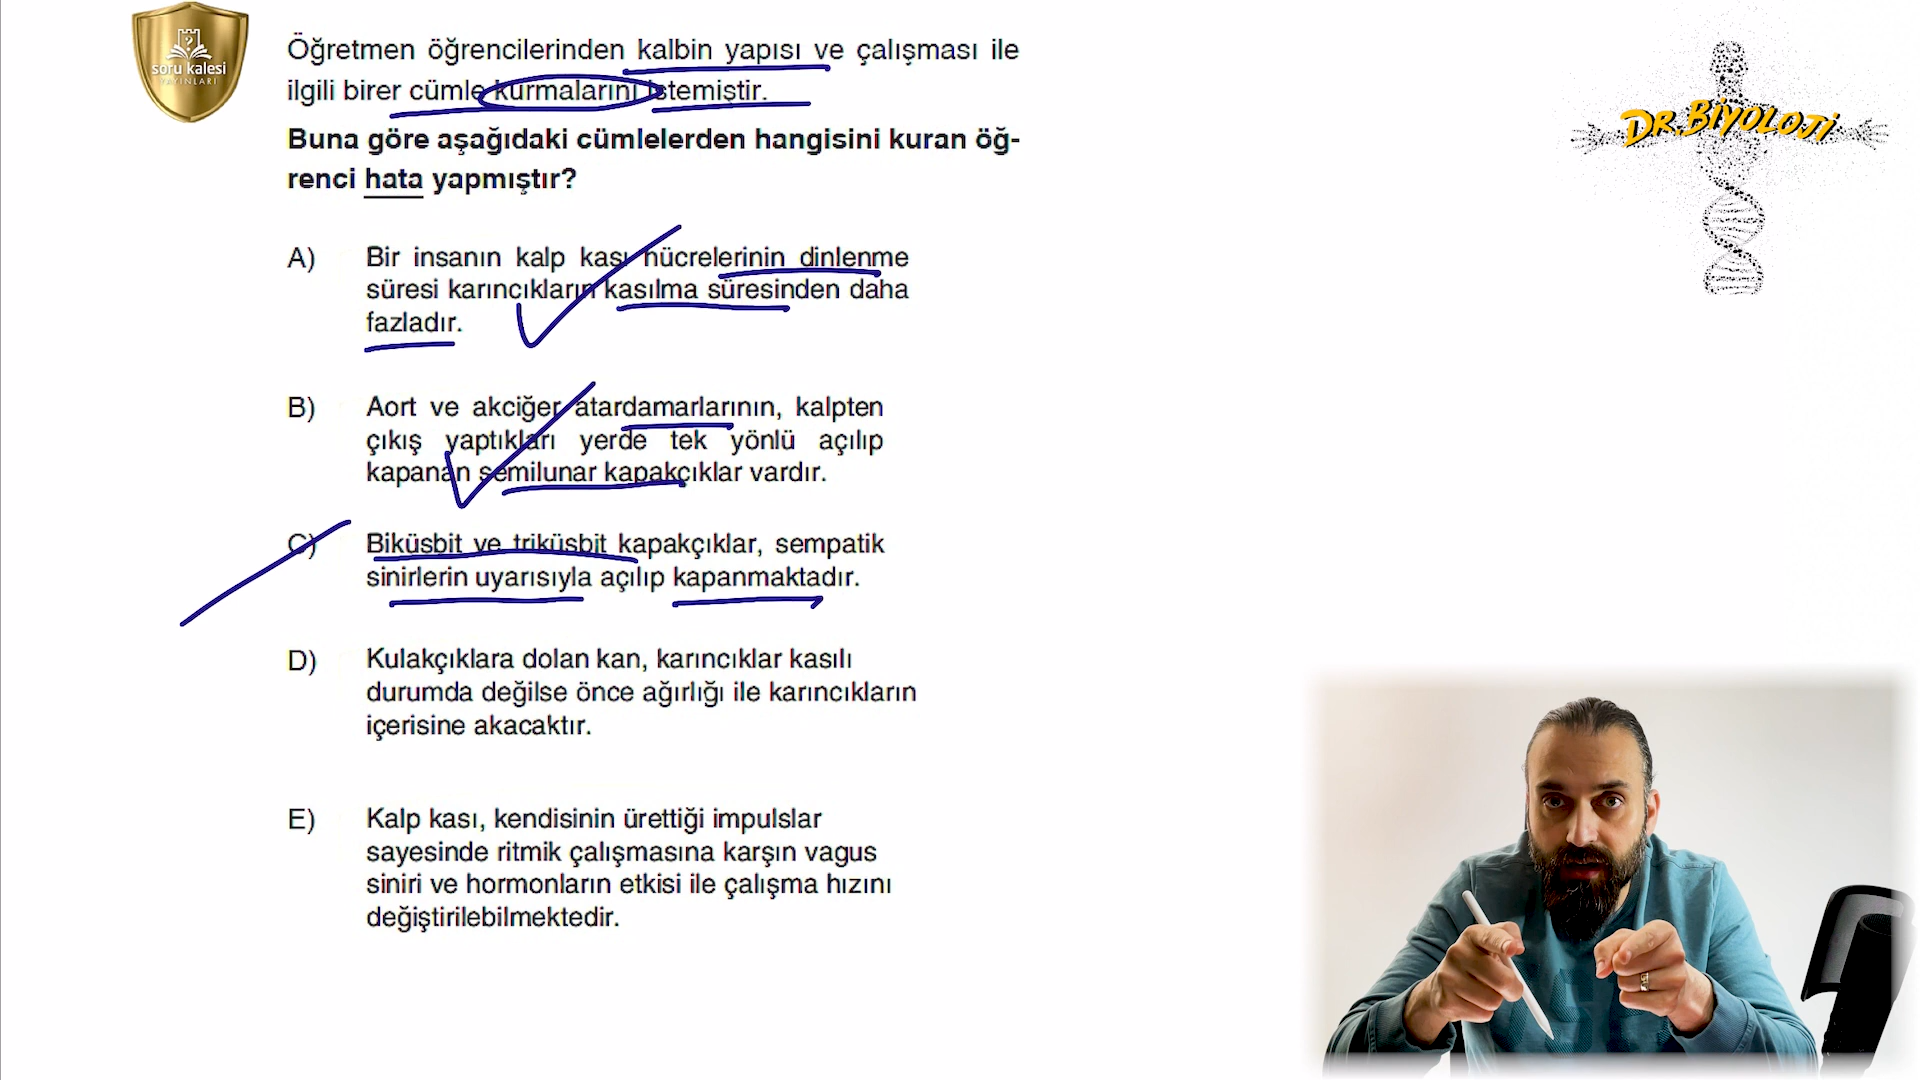 soru kalesi
YAYINLARI
Öğretmen öğrencilerinden kalbin yapısı ve çalışması ile
ilgili birer cümle kurmalarını istemiştir.
Buna göre aşağıdaki cümlelerden hangisini kuran öğ-
renci hata yapmıştır?
A) Bir insanın kalp kası hücrelerinin dinlenme
süresi karıncıkların kasılma süresinden daha
fazladır.
B) Aort ve akciğer atardamarlarının, kalpten
çıkış yaptıkları yerde tek yönlü açılıp
kapanan semilunar kapakçıklar vardır.
C) Biküsbit ve triküsbit kapakçıklar, sempatik
sinirlerin uyarısıyla açılıp kapanmaktadır.
D) Kulakçıklara dolan kan, karıncıklar kasılı
durumda değilse önce ağırlığı ile karıncıkların
içerisine akacaktır.
E) Kalp kası, kendisinin ürettiği impulslar
sayesinde ritmik çalışmasına karşın vagus
siniri ve hormonların etkisi ile çalışma hızını
değiştirilebilmektedir.
DR.BİYOLOJİ